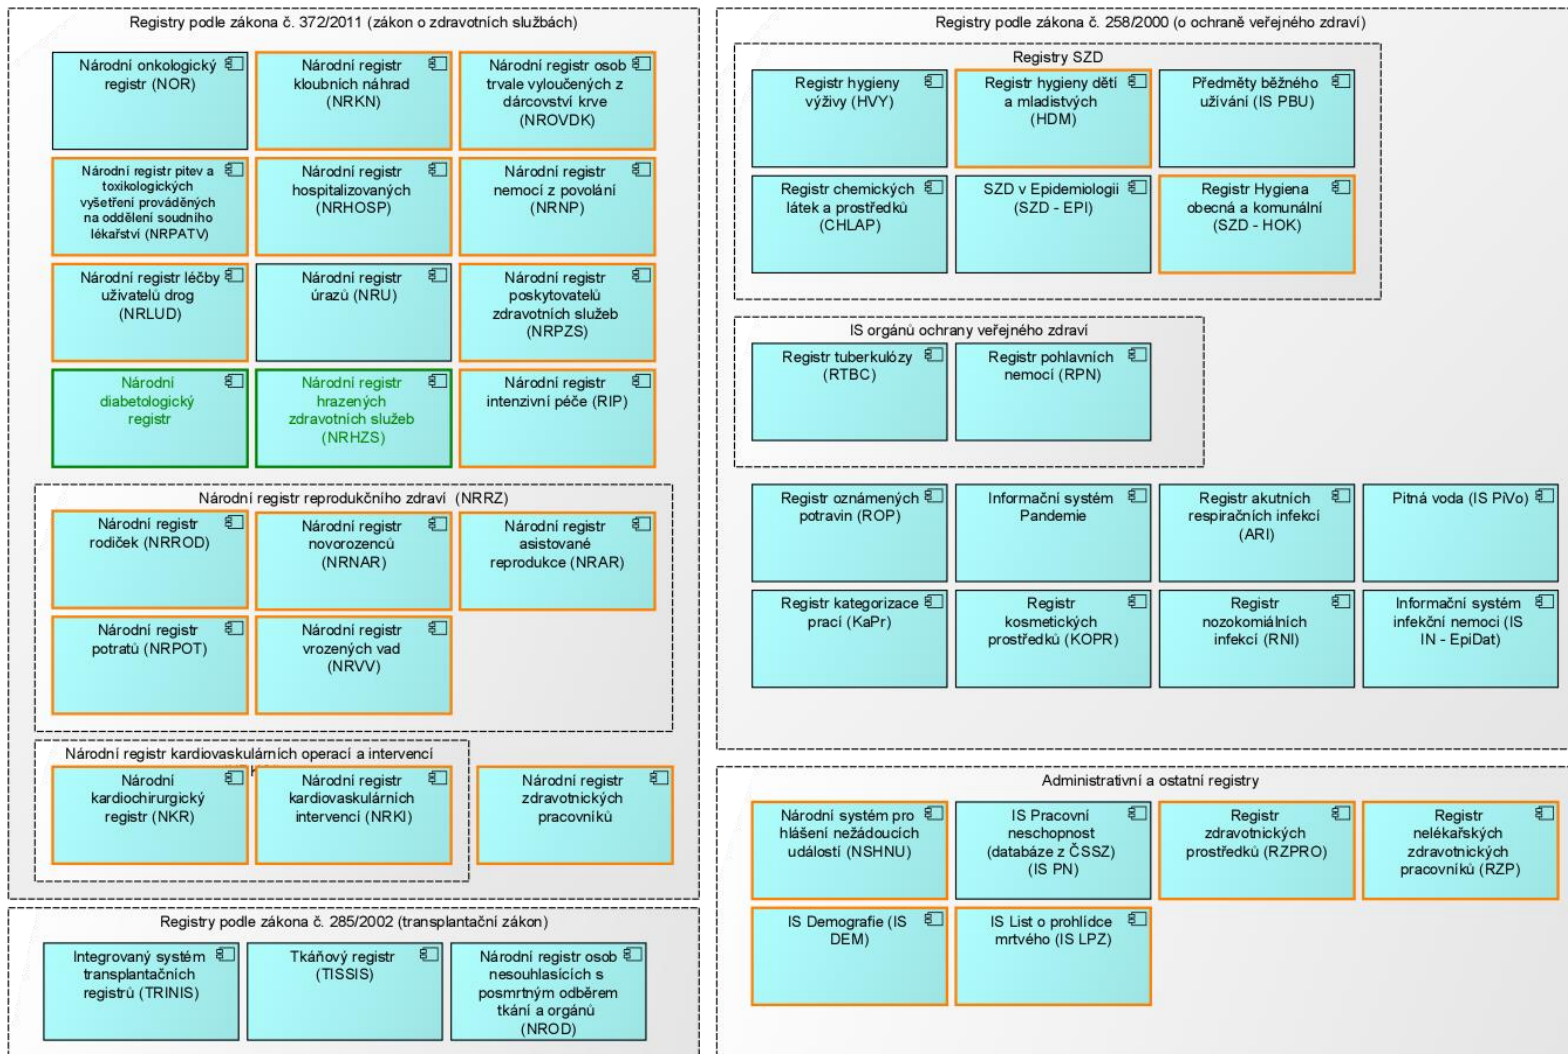 Registry podle zákona č. 372/2011 (zákon o zdravotních službách)
Národní onkologický
registr (NOR)
Národní registr
kloubních náhrad
(NRKN)
Národní registr osob
trvale vyloučených z
dárcovství krve
(NROVDK)
Národní registr pitev a
toxikologických
vyšetření prováděných
na oddělení soudního
lékařství (NRPATV)
Národní registr
hospitalizovaných
(NRHOSP)
Národní registr
nemocí z povolání
(NRNP)
Národní registr léčby
uživatelů drog
(NRLUD)
Národní registr
úrazů (NRU)
Národní registr
poskytovatelů
zdravotních služeb
(NRPZS)
Národní
diabetologický
registr
Národní registr
hrazených
zdravotních služeb
(NRHZS)
Národní registr
intenzivní péče (RIP)
Národní registr reprodukčního zdraví (NRRZ)
Národní registr
rodiček (NRROD)
Národní registr
novorozenců
(NRNAR)
Národní registr
asistované
reprodukce (NRAR)
Národní registr
potratů (NRPOT)
Národní registr
vrozených vad
(NRVV)
Národní registr kardiovaskulárních operací a intervencí
Národní
kardiochirurgický
registr (NKR)
Národní registr
kardiovaskulárních
intervencí (NRKI)
Národní registr
zdravotnických
pracovníků
Registry podle zákona č. 285/2002 (transplantační zákon)
Integrovaný systém
transplantačních
registrů (TRINIS)
Tkáňový registr
(TISSIS)
Národní registr osob
nesouhlasících s
posmrtným odběrem
tkání a orgánů
(NROD)
Registry podle zákona č. 258/2000 (o ochraně veřejného zdraví)
Registry SZD
Registr hygieny
výživy (HVY)
Registr hygieny dětí
a mladistvých
(HDM)
Předměty běžného
užívání (IS PBU)
Registr chemických
látek a prostředků
(CHLAP)
SZD v Epidemiologii
(SZD - EPI)
Registr Hygiena
obecná a komunální
(SZD - HOK)
IS orgánů ochrany veřejného zdraví
Registr tuberkulózy
(RTBC)
Registr pohlavních
nemocí (RPN)
Registr oznámených
potravin (ROP)
Informační systém
Pandemie
Registr akutních
respiračních infekcí
(ARI)
Pitná voda (IS PiVo)
Registr kategorizace
prací (KaPr)
Registr
kosmetických
prostředků (KOPR)
Registr
nozokomiálních
infekcí (RNI)
Informační systém
infekční nemoci (IS
IN - EpiDat)
Administrativní a ostatní registry
Národní systém pro
hlášení nežádoucích
událostí (NSHNU)
IS Pracovní
neschopnost
(databáze z ČSSZ)
(IS PN)
Registr
zdravotnických
prostředků (RZPRO)
Registr
nelékařských
zdravotnických
pracovníků (RZP)
IS Demografie (IS
DEM)
IS List o prohlídce
mrtvého (IS LPZ)